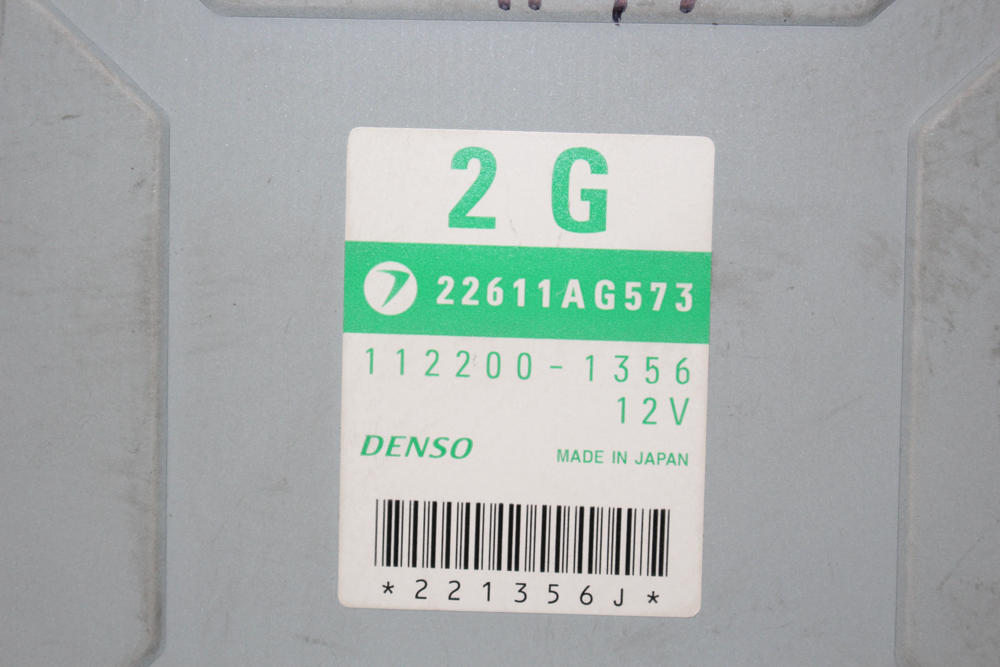 2 G
22611AG573
112200-1356
12V
DENSO
MADE IN JAPAN
*221356J*